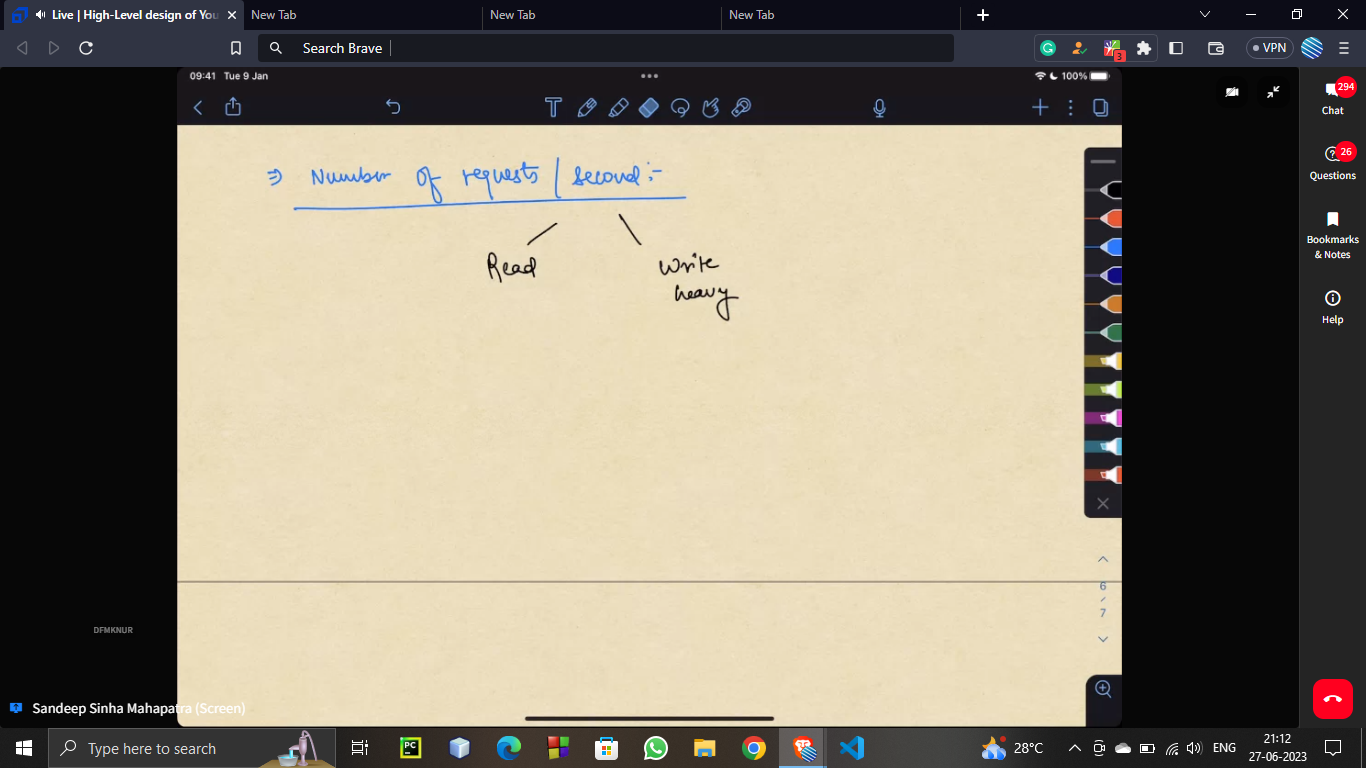 Live | High-Level design of You
New Tab
New Tab
New Tab
Search Brave
3
VPN
09:41 Tue 9 Jan
100%
T
⇒ Number of requests | second :-
Read
Write
heavy
294
Chat
26
Questions
Bookmarks
& Notes
Help
6
7
DFMKNUR
Sandeep Sinha Mahapatra (Screen)
Type here to search
PC
28°C
ENG
21:12
27-06-2023